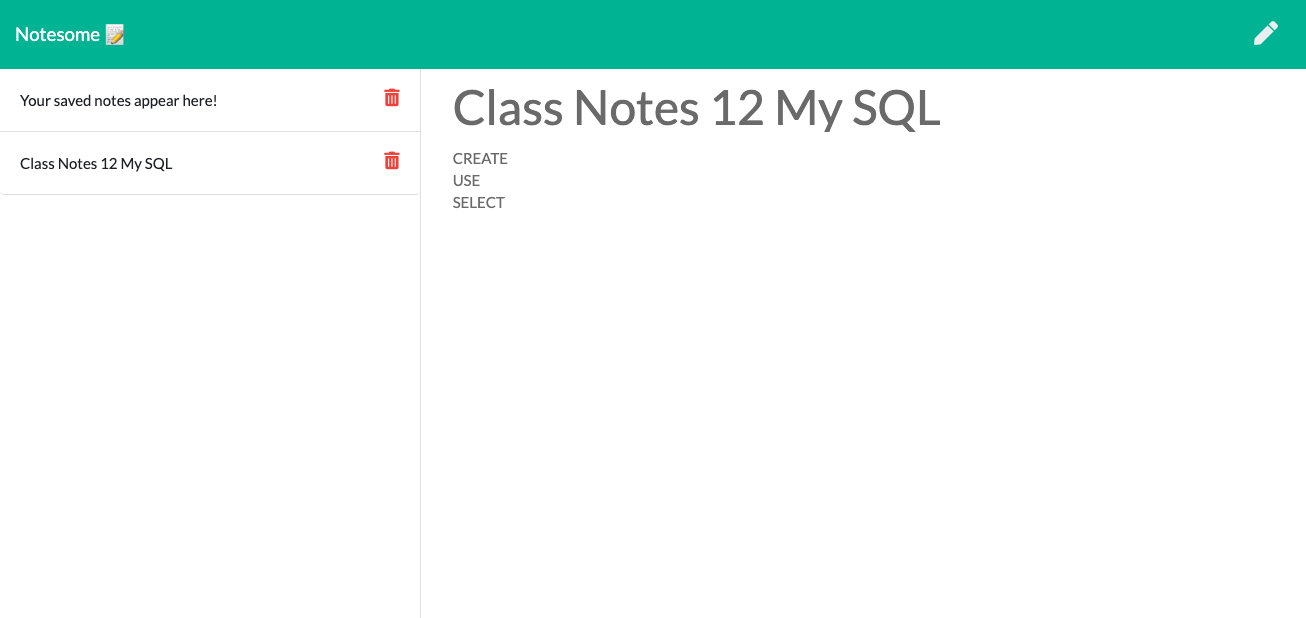 Notesome 📝
Your saved notes appear here!
Class Notes 12 My SQL
Class Notes 12 My SQL
CREATE
USE
SELECT